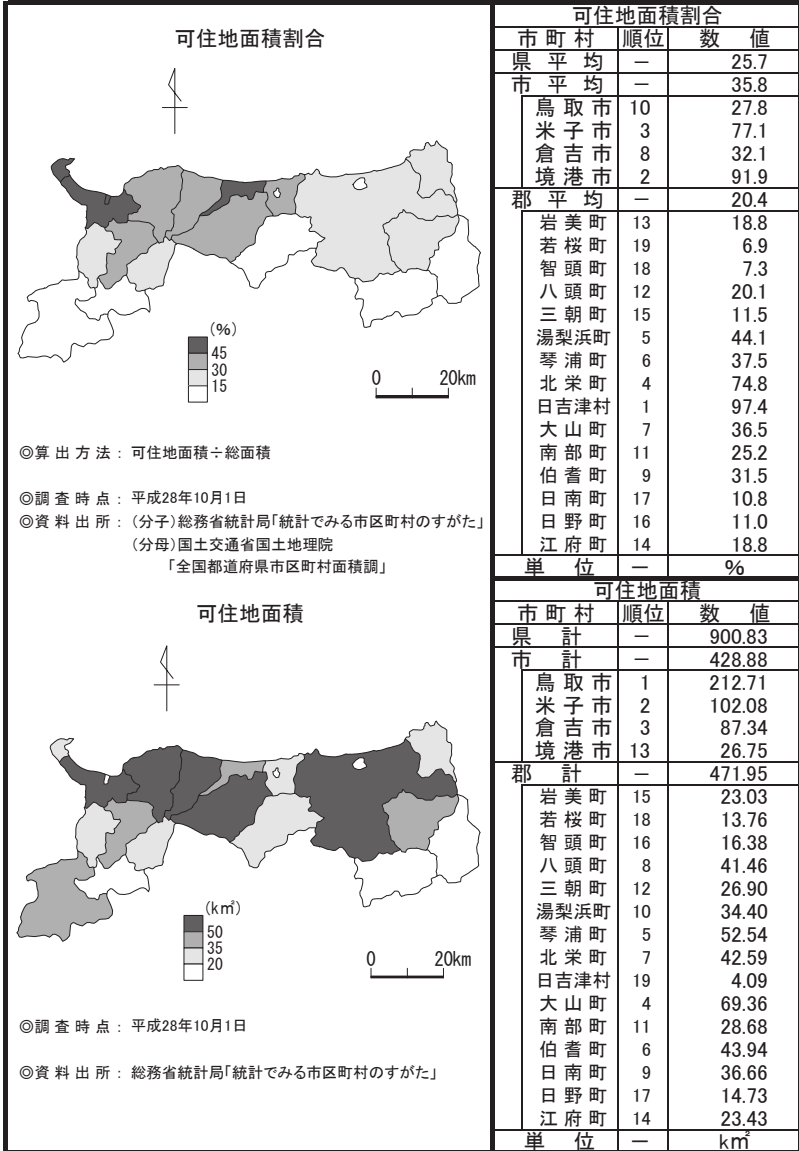 可住地面積割合
(%)
45
30
15
0 20km
◎算出方法：可住地面積÷総面積
◎調査時点：平成28年10月1日
◎資料出所：(分子)総務省統計局「統計でみる市区町村のすがた」
(分母)国土交通省国土地理院
「全国都道府県市区町村面積調」
可住地面積割合
市町村 順位 数値
県平均 － 25.7
市平均 － 35.8
鳥取市 10 27.8
米子市 3 77.1
倉吉市 8 32.1
境港市 2 91.9
郡平均 － 20.4
岩美町 13 18.8
若桜町 19 6.9
智頭町 18 7.3
八頭町 12 20.1
三朝町 15 11.5
湯梨浜町 5 44.1
琴浦町 6 37.5
北栄町 4 74.8
日吉津村 1 97.4
大山町 7 36.5
南部町 11 25.2
伯耆町 9 31.5
日南町 17 10.8
日野町 16 11.0
江府町 14 18.8
単位 － %
可住地面積
(km²)
50
35
20
0 20km
◎調査時点：平成28年10月1日
◎資料出所：総務省統計局「統計でみる市区町村のすがた」
可住地面積
市町村 順位 数値
県計 － 900.83
市計 － 428.88
鳥取市 1 212.71
米子市 2 102.08
倉吉市 3 87.34
境港市 13 26.75
郡計 － 471.95
岩美町 15 23.03
若桜町 18 13.76
智頭町 16 16.38
八頭町 8 41.46
三朝町 12 26.90
湯梨浜町 10 34.40
琴浦町 5 52.54
北栄町 7 42.59
日吉津村 19 4.09
大山町 4 69.36
南部町 11 28.68
伯耆町 6 43.94
日南町 9 36.66
日野町 17 14.73
江府町 14 23.43
単位 － km²